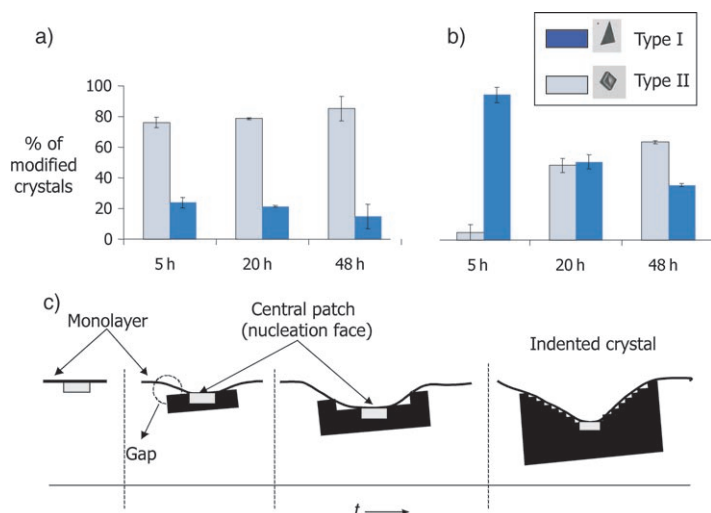 a)
b)
Type I
Type II
100
80
60
40
20
0
% of
modified
crystals
5 h
20 h
48 h
5 h
20 h
48 h
c)
Monolayer
Central patch
(nucleation face)
Indented crystal
Gap
t